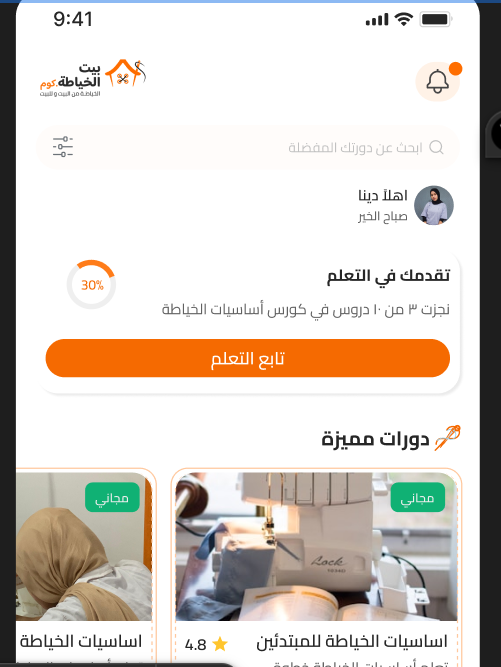 9:41
بيت
الخياطة.كوم
الخياطة من البيت و للبيت
ابحث عن دورتك المفضلة
اهلاً دينا
صباح الخير
تقدمك في التعلم
30%
نجزت ٣ من ١٠ دروس في كورس أساسيات الخياطة
تابع التعلم
دورات مميزة
مجاني
مجاني
Lock
اساسيات الخياطة للمبتدئين
4.8
اساسيات الخياطة
تعلم أساسيات الخياطة خطوة